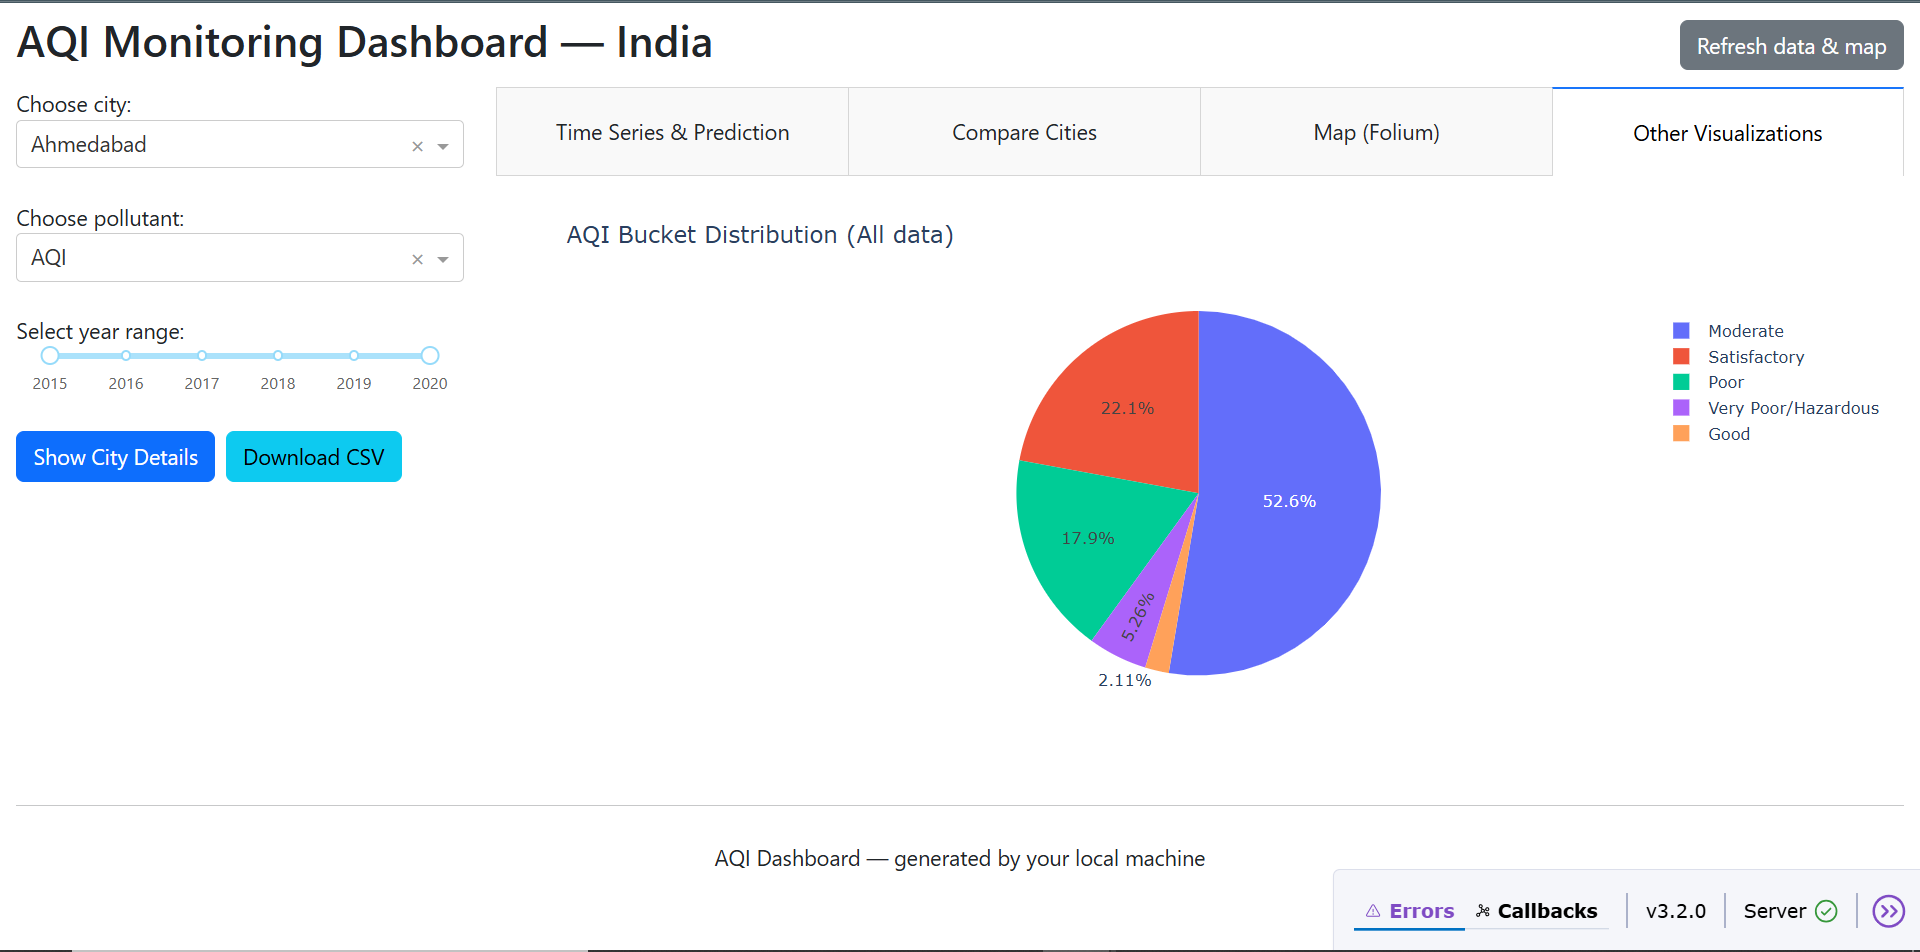 AQI Monitoring Dashboard — India
Refresh data & map
Choose city:
Ahmedabad
Choose pollutant:
AQI
Select year range:
2015 2016 2017 2018 2019 2020
Show City Details
Download CSV
Time Series & Prediction
Compare Cities
Map (Folium)
Other Visualizations
AQI Bucket Distribution (All data)
22.1%
52.6%
17.9%
5.26%
2.11%
Moderate
Satisfactory
Poor
Very Poor/Hazardous
Good
AQI Dashboard — generated by your local machine
Errors
Callbacks
v3.2.0
Server